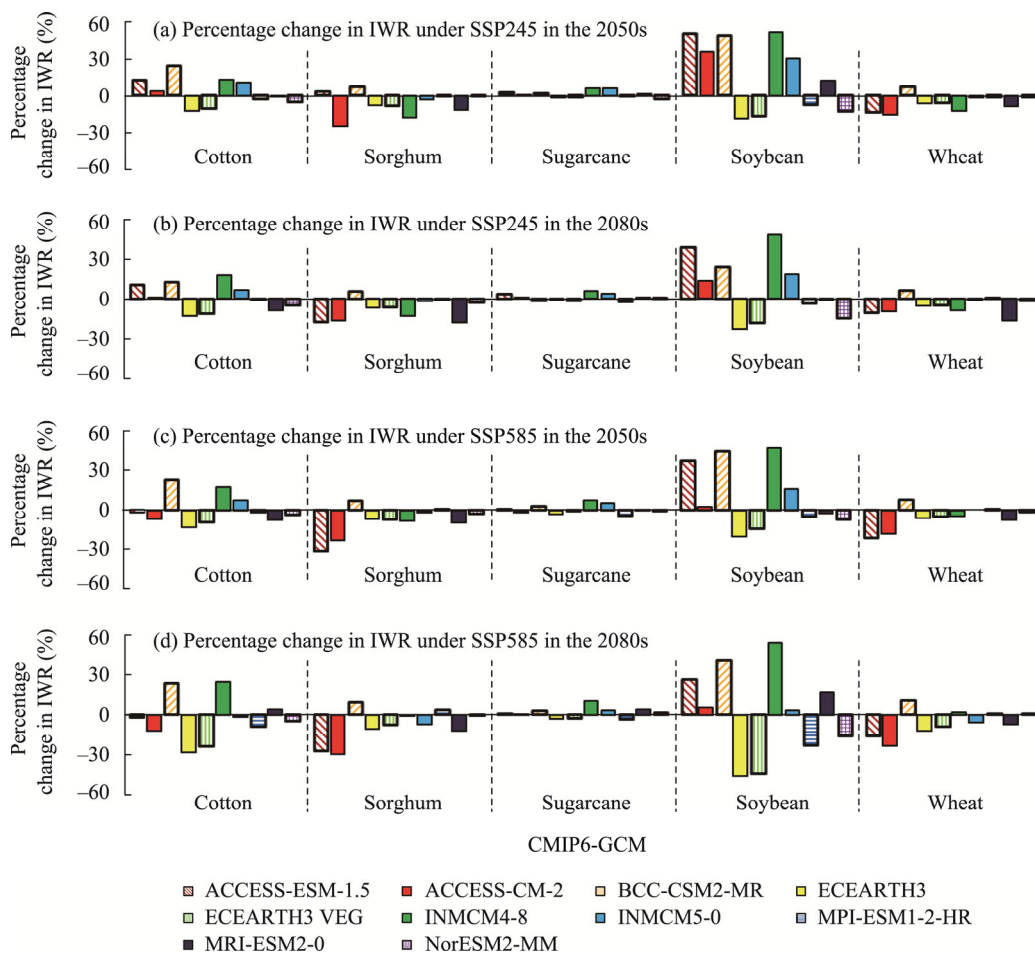 (a) Percentage change in IWR under SSP245 in the 2050s
Percentage
change in IWR (%)
60
30
0
−30
−60
Cotton Sorghum Sugarcane Soybean Wheat
(b) Percentage change in IWR under SSP245 in the 2080s
Percentage
change in IWR (%)
60
30
0
−30
−60
Cotton Sorghum Sugarcane Soybean Wheat
(c) Percentage change in IWR under SSP585 in the 2050s
Percentage
change in IWR (%)
60
30
0
−30
−60
Cotton Sorghum Sugarcane Soybean Wheat
(d) Percentage change in IWR under SSP585 in the 2080s
Percentage
change in IWR (%)
60
30
0
−30
−60
Cotton Sorghum Sugarcane Soybean Wheat
CMIP6-GCM
ACCESS-ESM-1.5 ACCESS-CM-2 BCC-CSM2-MR ECEARTH3
ECEARTH3 VEG INMCM4-8 INMCM5-0 MPI-ESM1-2-HR
MRI-ESM2-0 NorESM2-MM